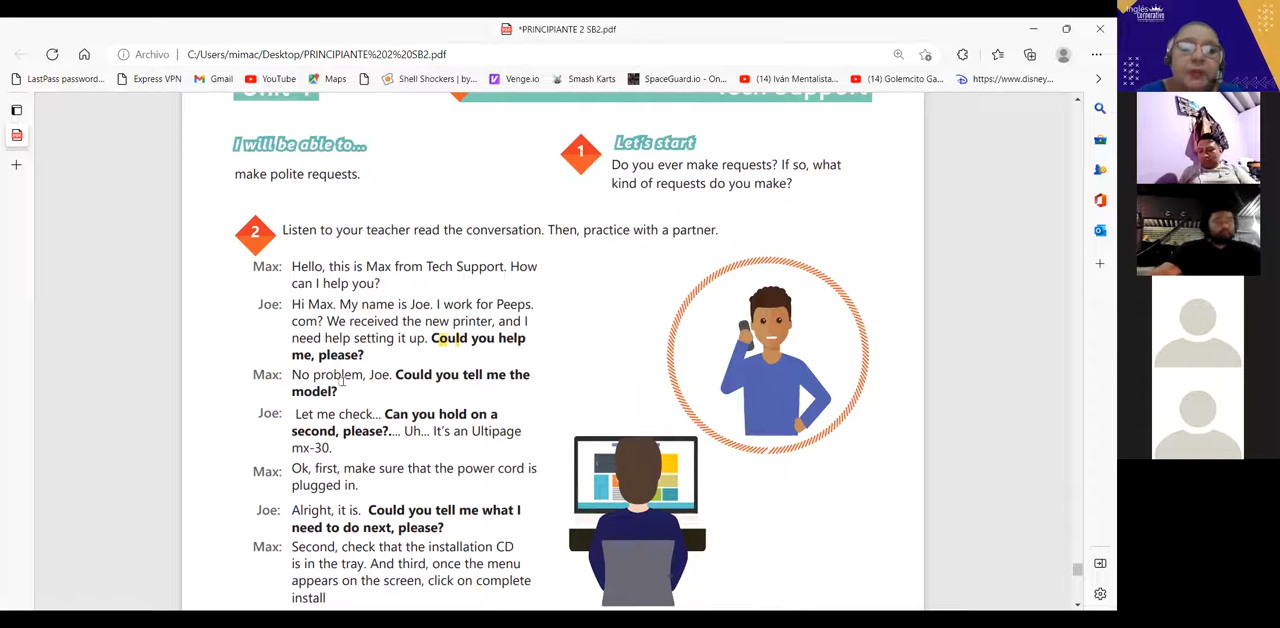 *PRINCIPIANTE 2 SB2.pdf
Archivo
C:/Users/mimac/Desktop/PRINCIPIANTE%202%20SB2.pdf
LastPass password...
Express VPN
Gmail
YouTube
Maps
Shell Shockers | by...
Venge.io
Smash Karts
SpaceGuard.io - On...
(14) Iván Mentalista...
(14) Golemcito Ga...
https://www.disney...
Inglés
Corporativo
Tech Support
I will be able to...
make polite requests.
1
Let's start
Do you ever make requests? If so, what
kind of requests do you make?
2
Listen to your teacher read the conversation. Then, practice with a partner.
Max: Hello, this is Max from Tech Support. How
can I help you?
Joe: Hi Max. My name is Joe. I work for Peeps.
com? We received the new printer, and I
need help setting it up. Could you help
me, please?
Max: No problem, Joe. Could you tell me the
model?
Joe: Let me check... Can you hold on a
second, please?.... Uh... It's an Ultipage
mx-30.
Max: Ok, first, make sure that the power cord is
plugged in.
Joe: Alright, it is. Could you tell me what I
need to do next, please?
Max: Second, check that the installation CD
is in the tray. And third, once the menu
appears on the screen, click on complete
install